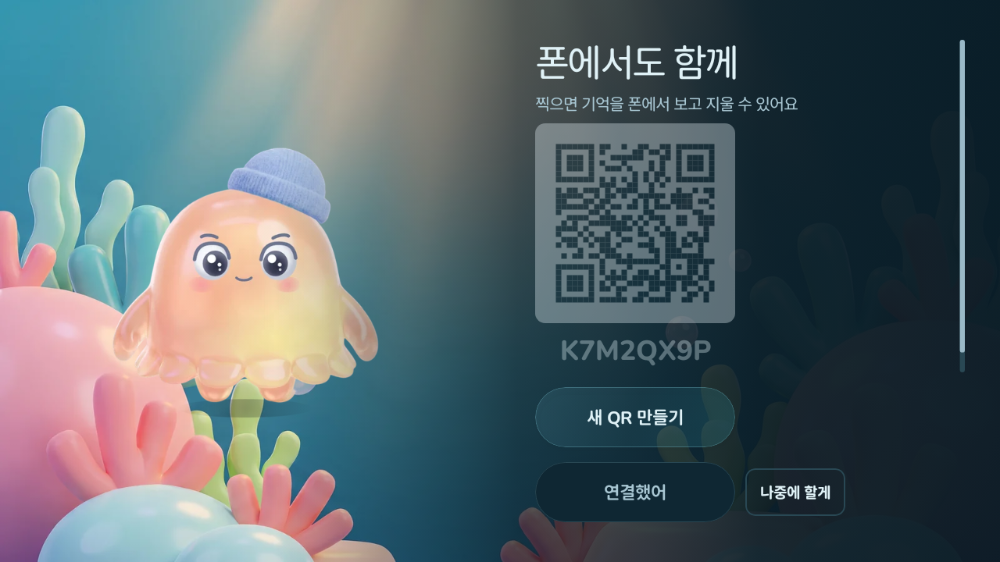 폰에서도 함께
찍으면 기억을 폰에서 보고 지울 수 있어요
K7M2QX9P
새 QR 만들기
연결했어
나중에 할게